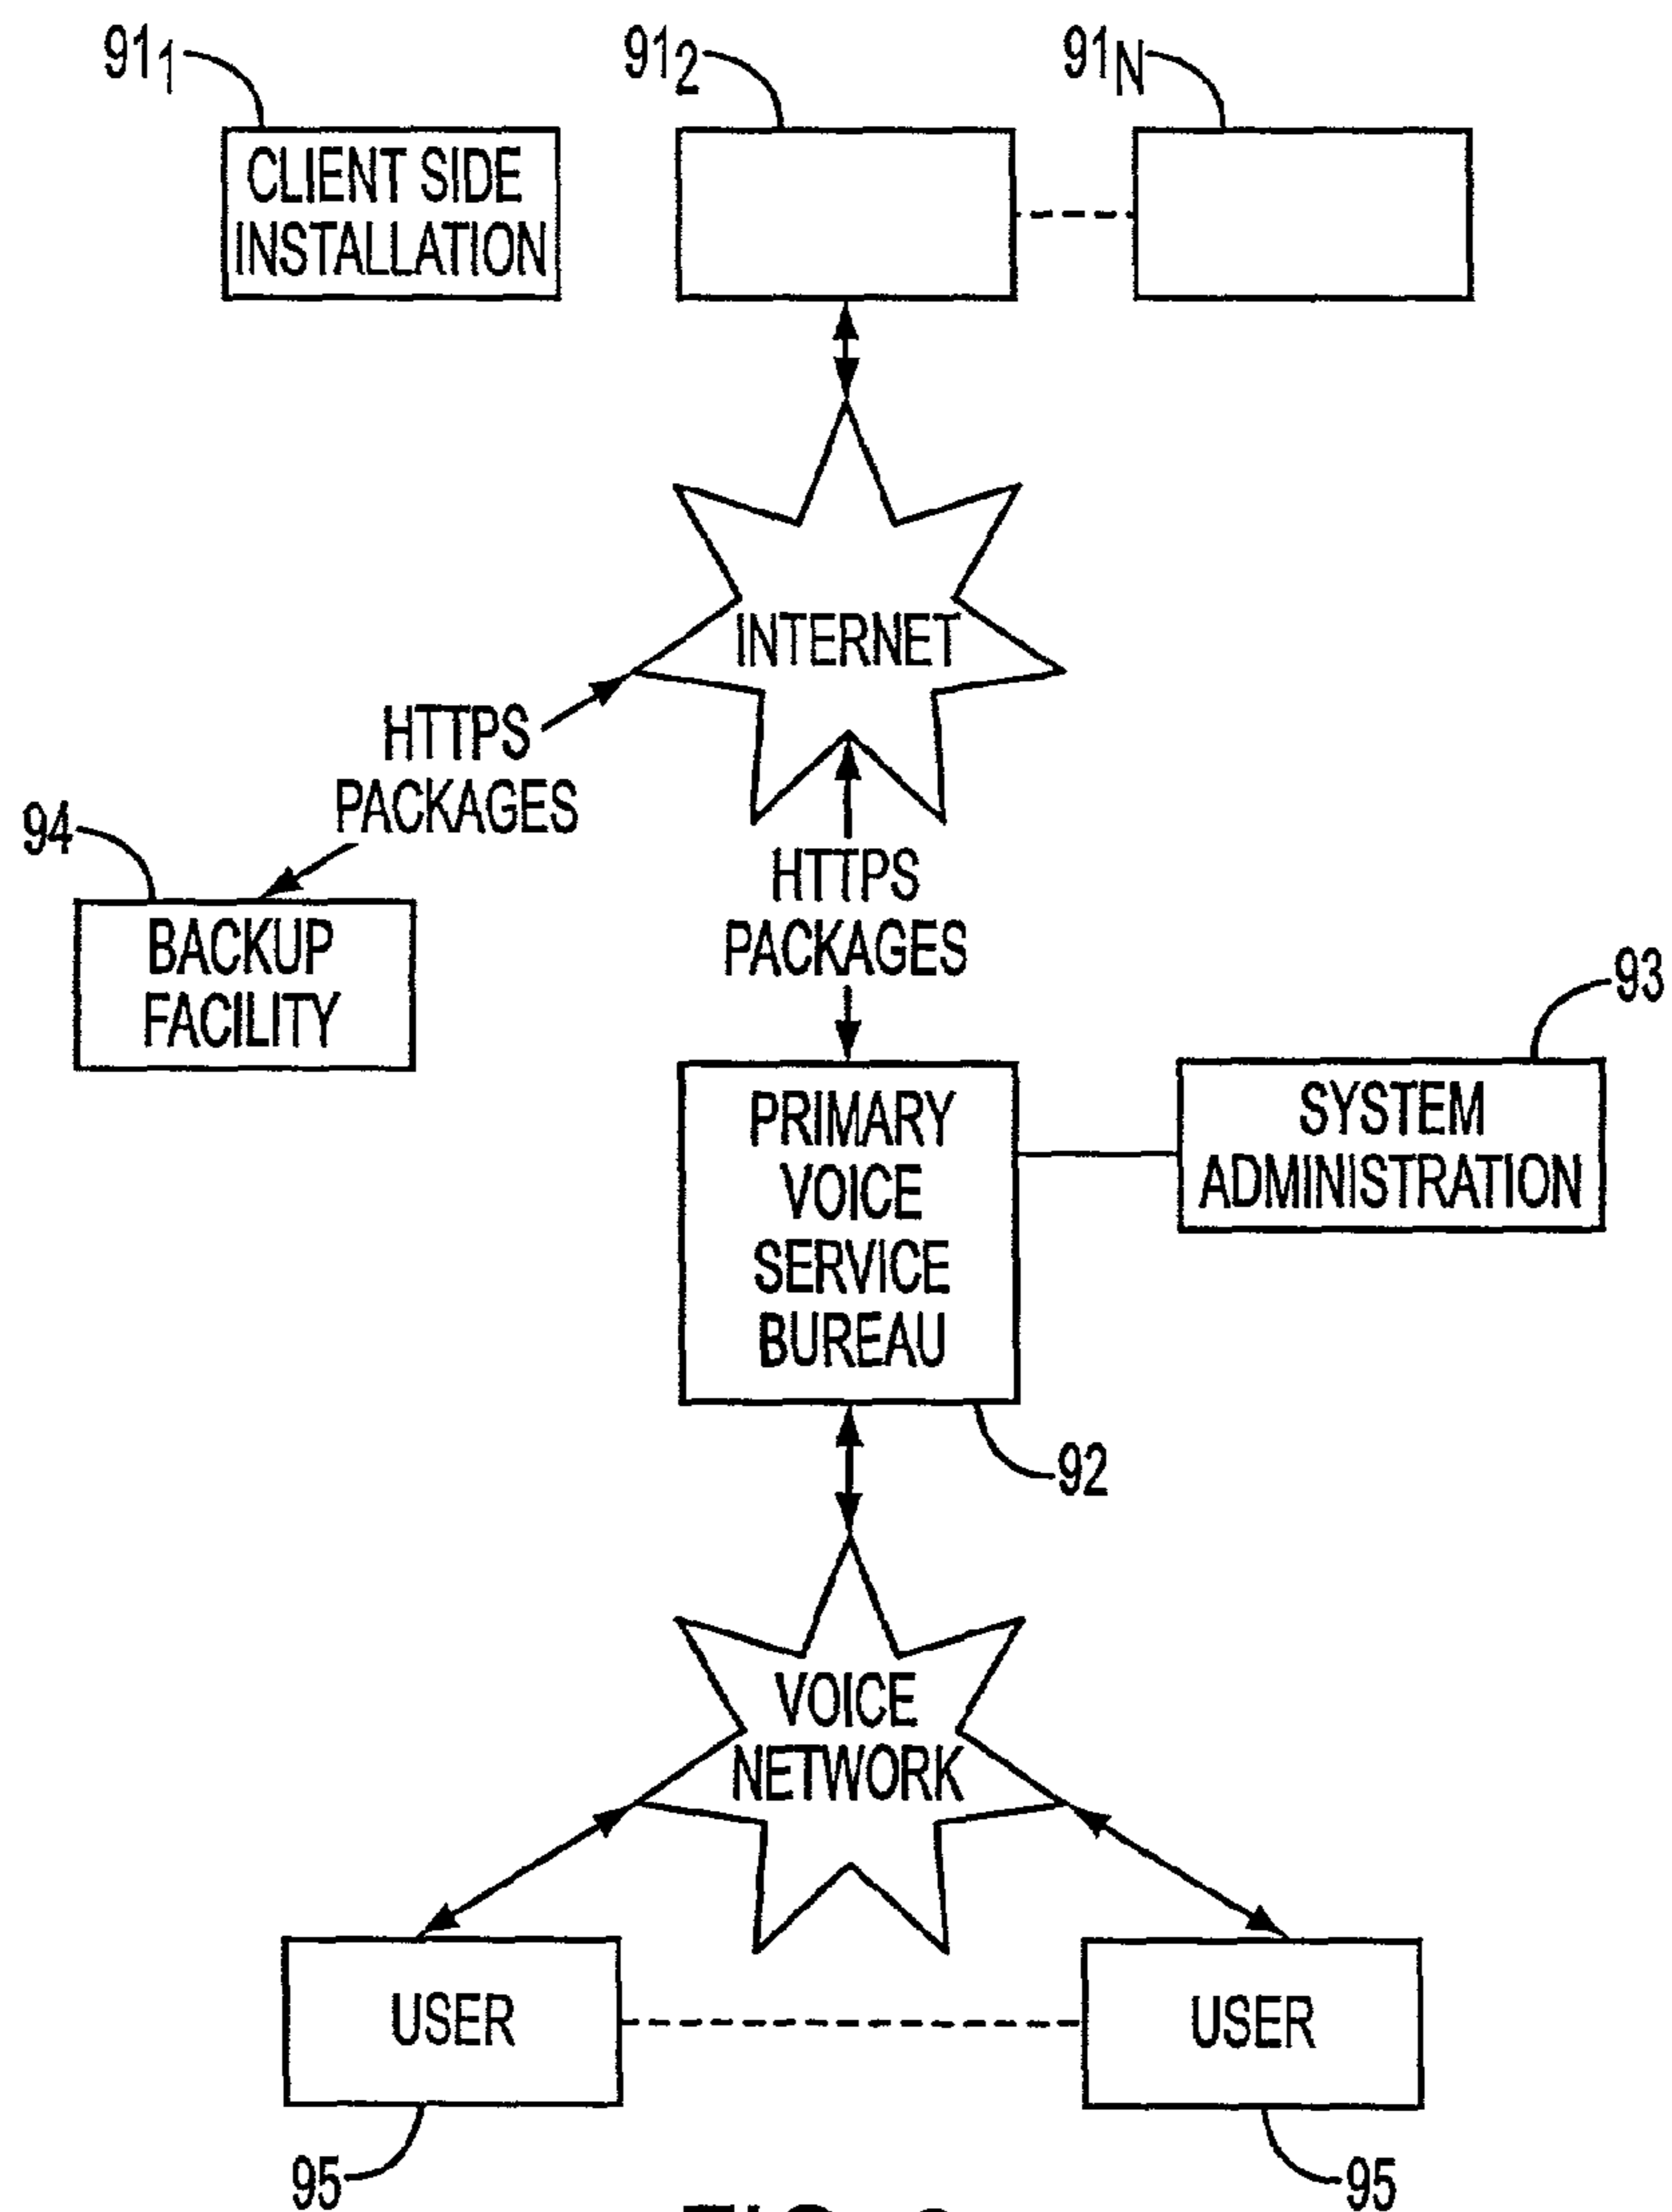 91₁
91₂
91N
CLIENT SIDE
INSTALLATION
INTERNET
HTTPS
PACKAGES
94
BACKUP
FACILITY
HTTPS
PACKAGES
93
SYSTEM
ADMINISTRATION
PRIMARY
VOICE
SERVICE
BUREAU
92
VOICE
NETWORK
USER
USER
95
95